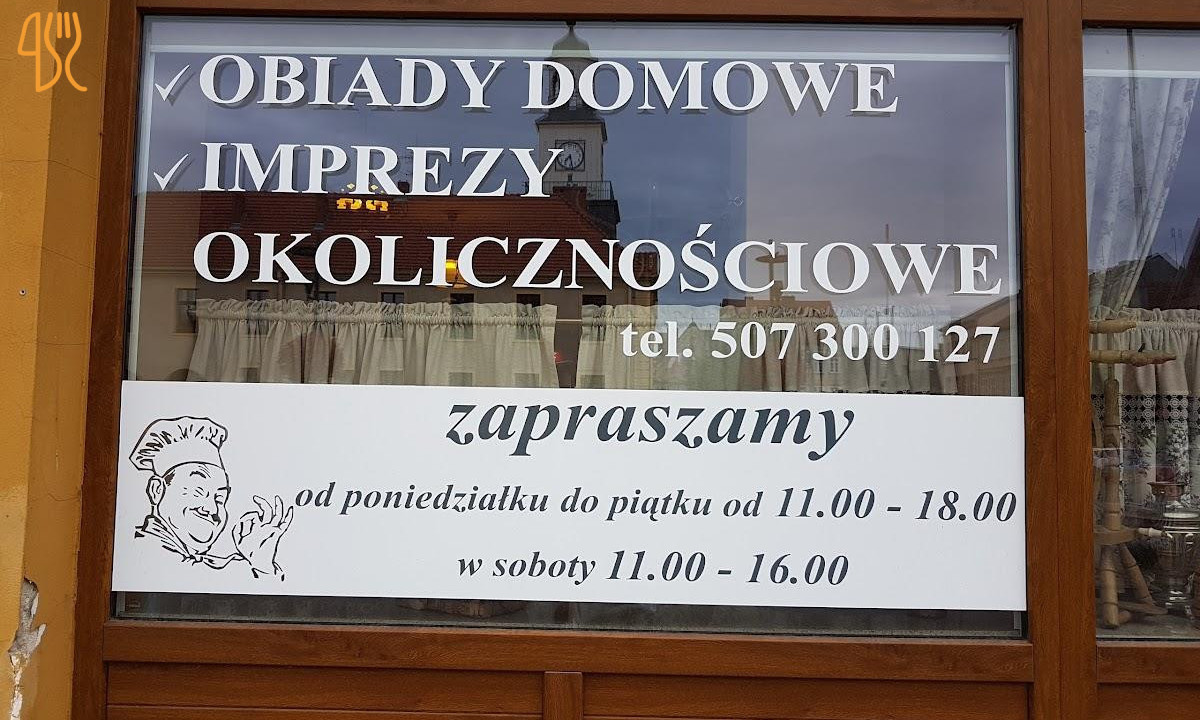 ✓OBIADY DOMOWE
✓IMPREZY
OKOLICZNOŚCIOWE
tel. 507 300 127
zapraszamy
od poniedziałku do piątku od 11.00 - 18.00
w soboty 11.00 - 16.00